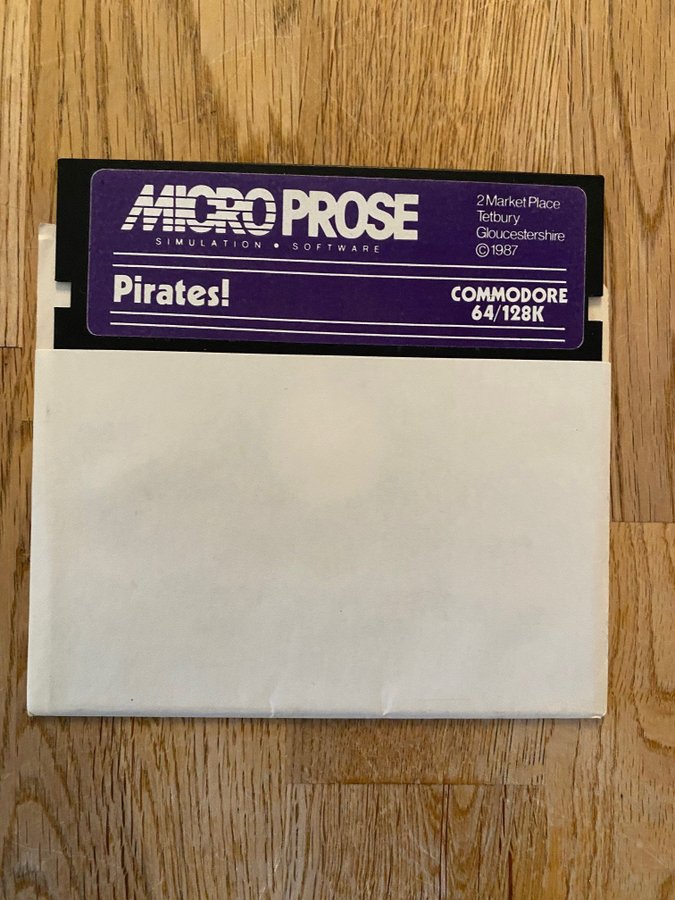 MICRO PROSE
SIMULATION • SOFTWARE
2 Market Place
Tetbury
Gloucestershire
©1987
Pirates!
COMMODORE
64/128K